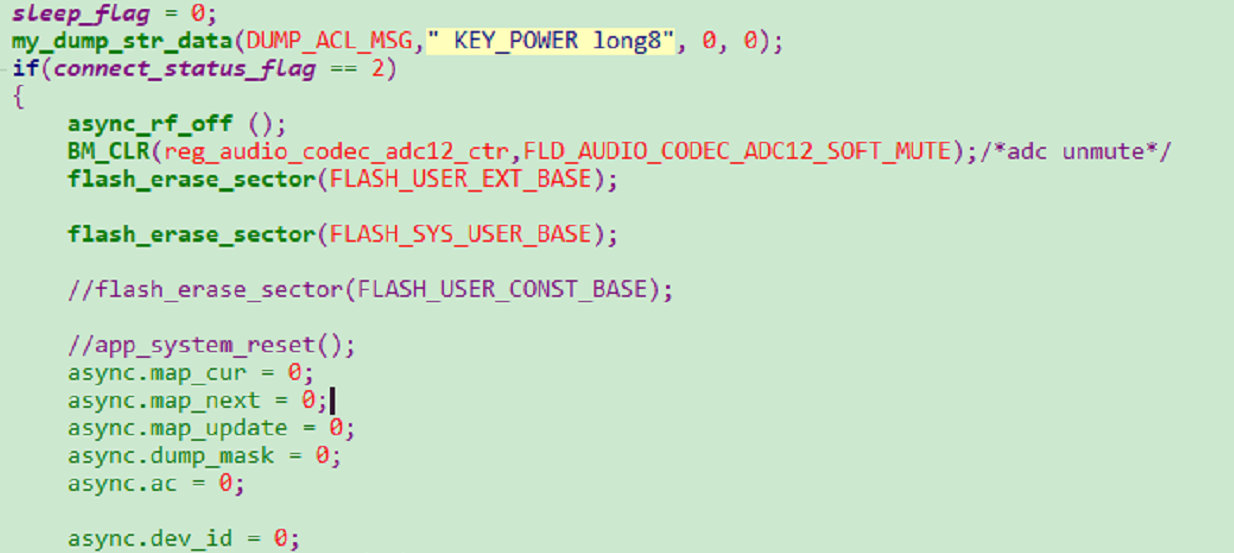 sleep_flag = 0;
my_dump_str_data(DUMP_ACL_MSG," KEY_POWER long8", 0, 0);
if(connect_status_flag == 2)
{
async_rf_off ();
BM_CLR(reg_audio_codec_adc12_ctr,FLD_AUDIO_CODEC_ADC12_SOFT_MUTE);/*adc unmute*/
flash_erase_sector(FLASH_USER_EXT_BASE);
flash_erase_sector(FLASH_SYS_USER_BASE);
//flash_erase_sector(FLASH_USER_CONST_BASE);
//app_system_reset();
async.map_cur = 0;
async.map_next = 0;
async.map_update = 0;
async.dump_mask = 0;
async.ac = 0;
async.dev_id = 0;